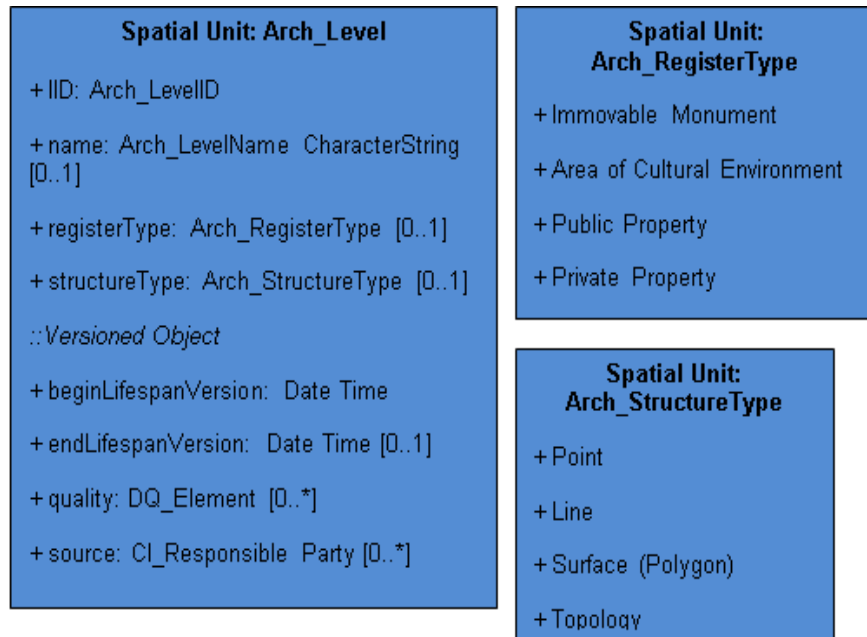 Spatial Unit: Arch_Level
+ lID: Arch_LevelID
+ name: Arch_LevelName CharacterString
[0..1]
+ registerType: Arch_RegisterType [0..1]
+ structureType: Arch_StructureType [0..1]
::Versioned Object
+ beginLifespanVersion: Date Time
+ endLifespanVersion: Date Time [0..1]
+ quality: DQ_Element [0..*]
+ source: CI_Responsible Party [0..*]
Spatial Unit:
Arch_RegisterType
+ Immovable Monument
+ Area of Cultural Environment
+ Public Property
+ Private Property
Spatial Unit:
Arch_StructureType
+ Point
+ Line
+ Surface (Polygon)
+ Topology